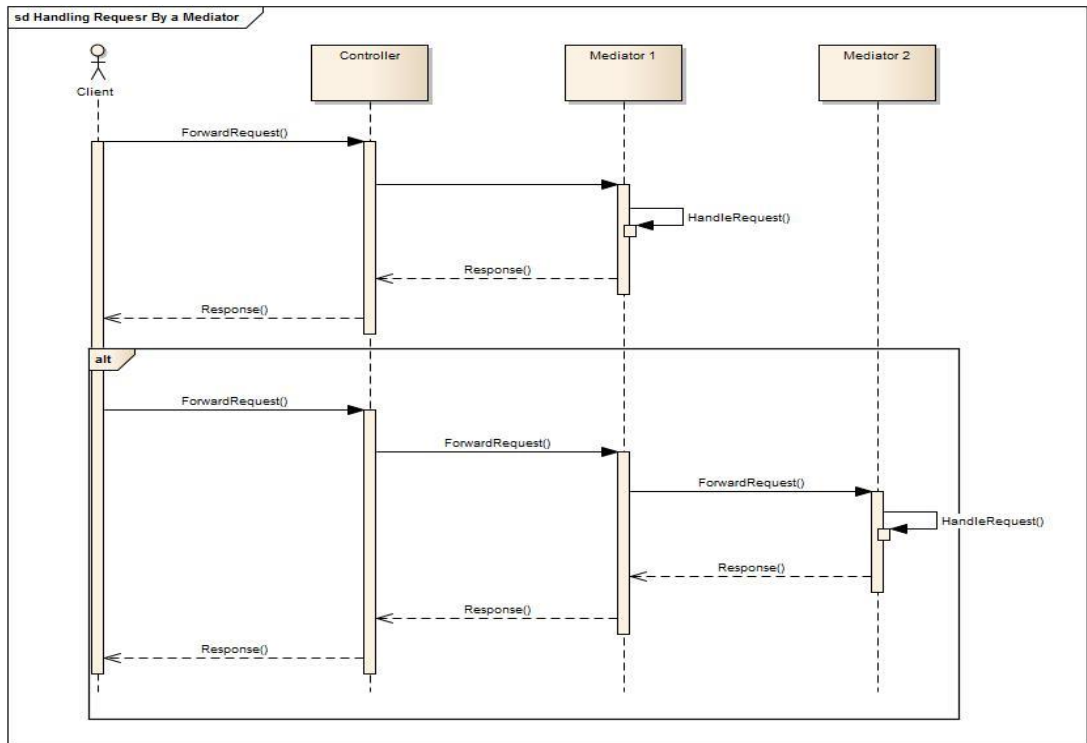 sd Handling Requesr By a Mediator
Client
Controller
Mediator 1
Mediator 2
ForwardRequest()
HandleRequest()
Response()
Response()
alt
ForwardRequest()
ForwardRequest()
ForwardRequest()
HandleRequest()
Response()
Response()
Response()